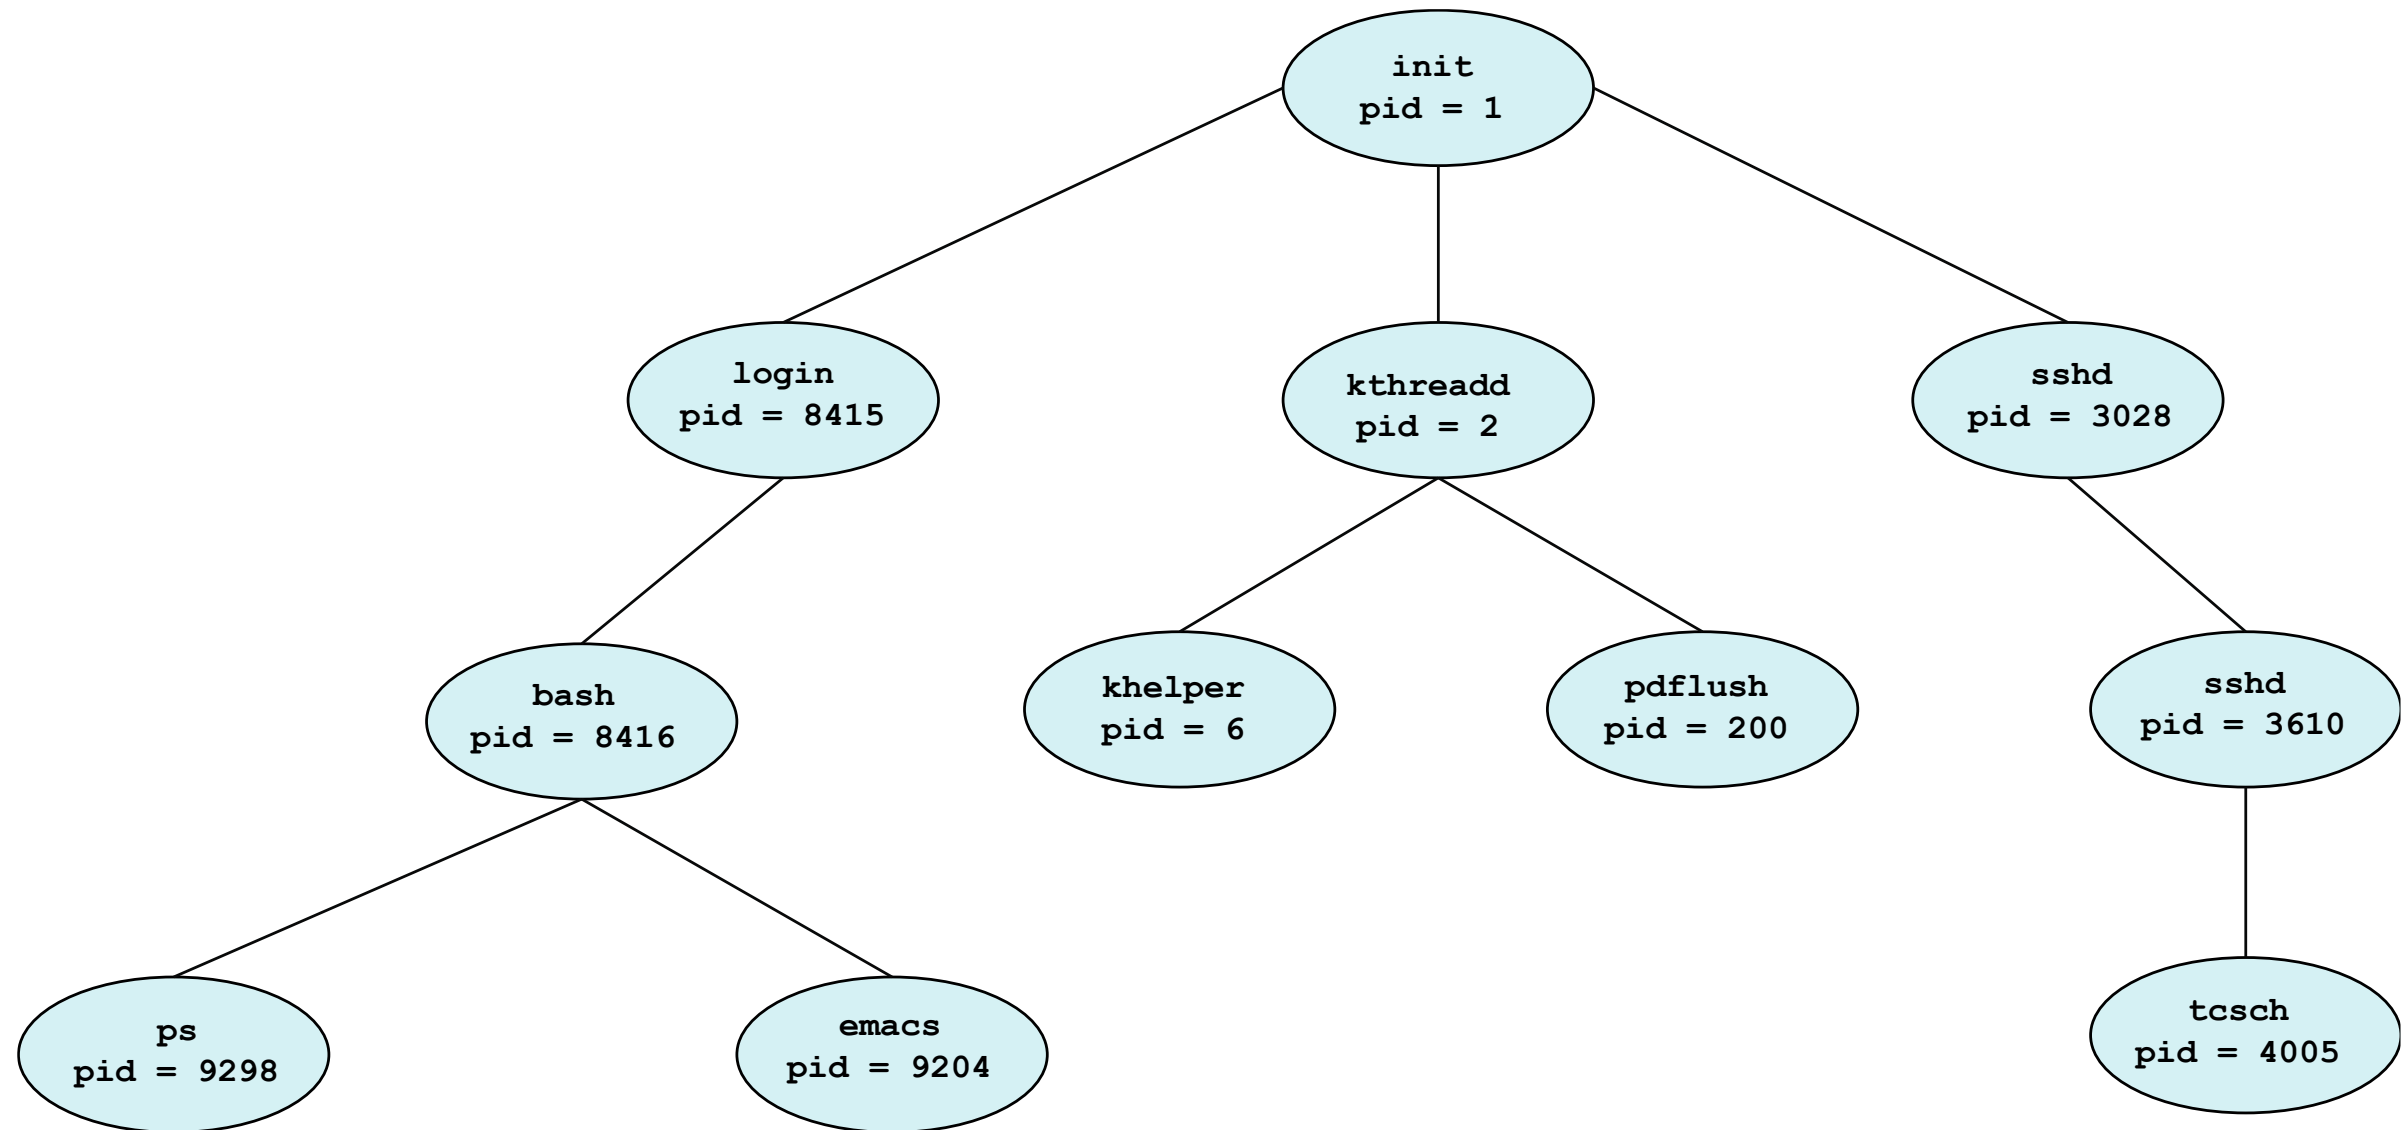 init
pid = 1
login
pid = 8415
kthreadd
pid = 2
sshd
pid = 3028
bash
pid = 8416
khelper
pid = 6
pdflush
pid = 200
sshd
pid = 3610
ps
pid = 9298
emacs
pid = 9204
tcsch
pid = 4005